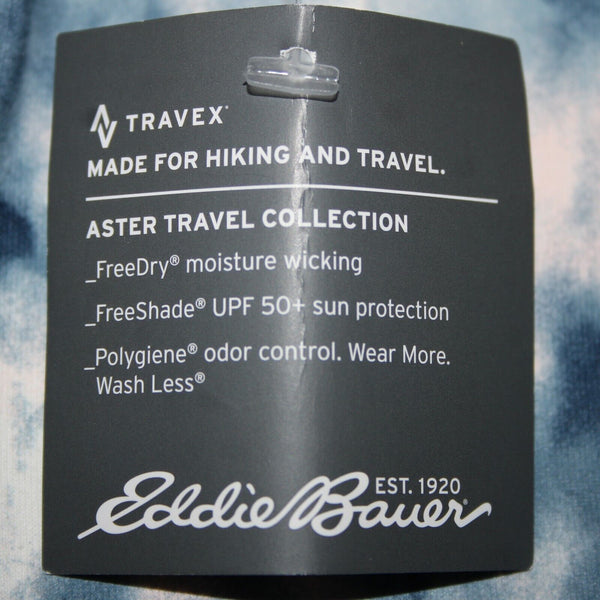 TRAVEX®
MADE FOR HIKING AND TRAVEL.
ASTER TRAVEL COLLECTION
_FreeDry® moisture wicking
_FreeShade® UPF 50+ sun protection
_Polygiene® odor control. Wear More.
Wash Less®
EST. 1920
Eddie Bauer®